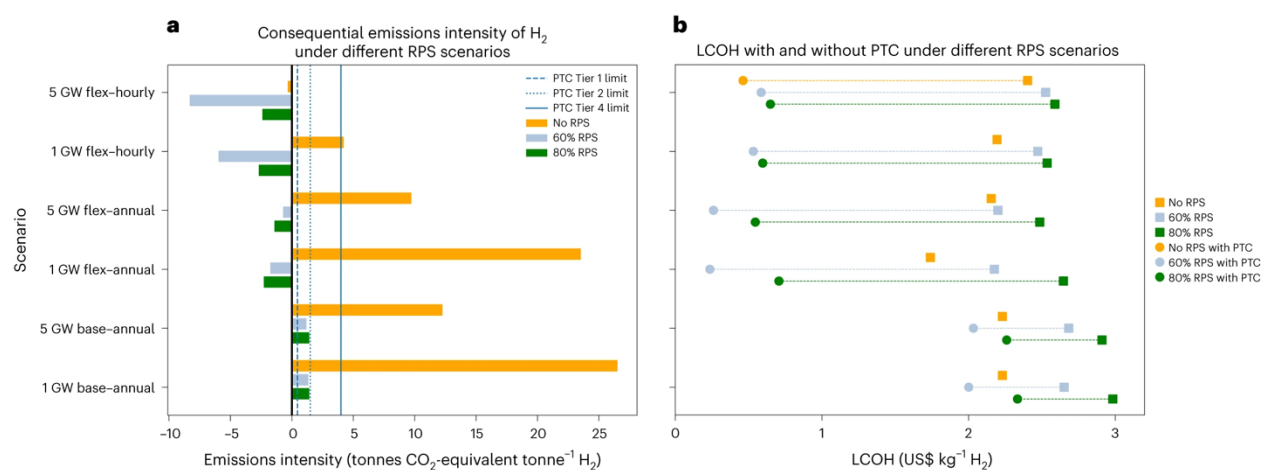 a
Consequential emissions intensity of H₂
under different RPS scenarios
Scenario
5 GW flex–hourly
1 GW flex–hourly
5 GW flex–annual
1 GW flex–annual
5 GW base–annual
1 GW base–annual
PTC Tier 1 limit
PTC Tier 2 limit
PTC Tier 4 limit
No RPS
60% RPS
80% RPS
−10 −5 0 5 10 15 20 25
Emissions intensity (tonnes CO₂-equivalent tonne⁻¹ H₂)
b
LCOH with and without PTC under different RPS scenarios
0 1 2 3
LCOH (US$ kg⁻¹ H₂)
No RPS
60% RPS
80% RPS
No RPS with PTC
60% RPS with PTC
80% RPS with PTC